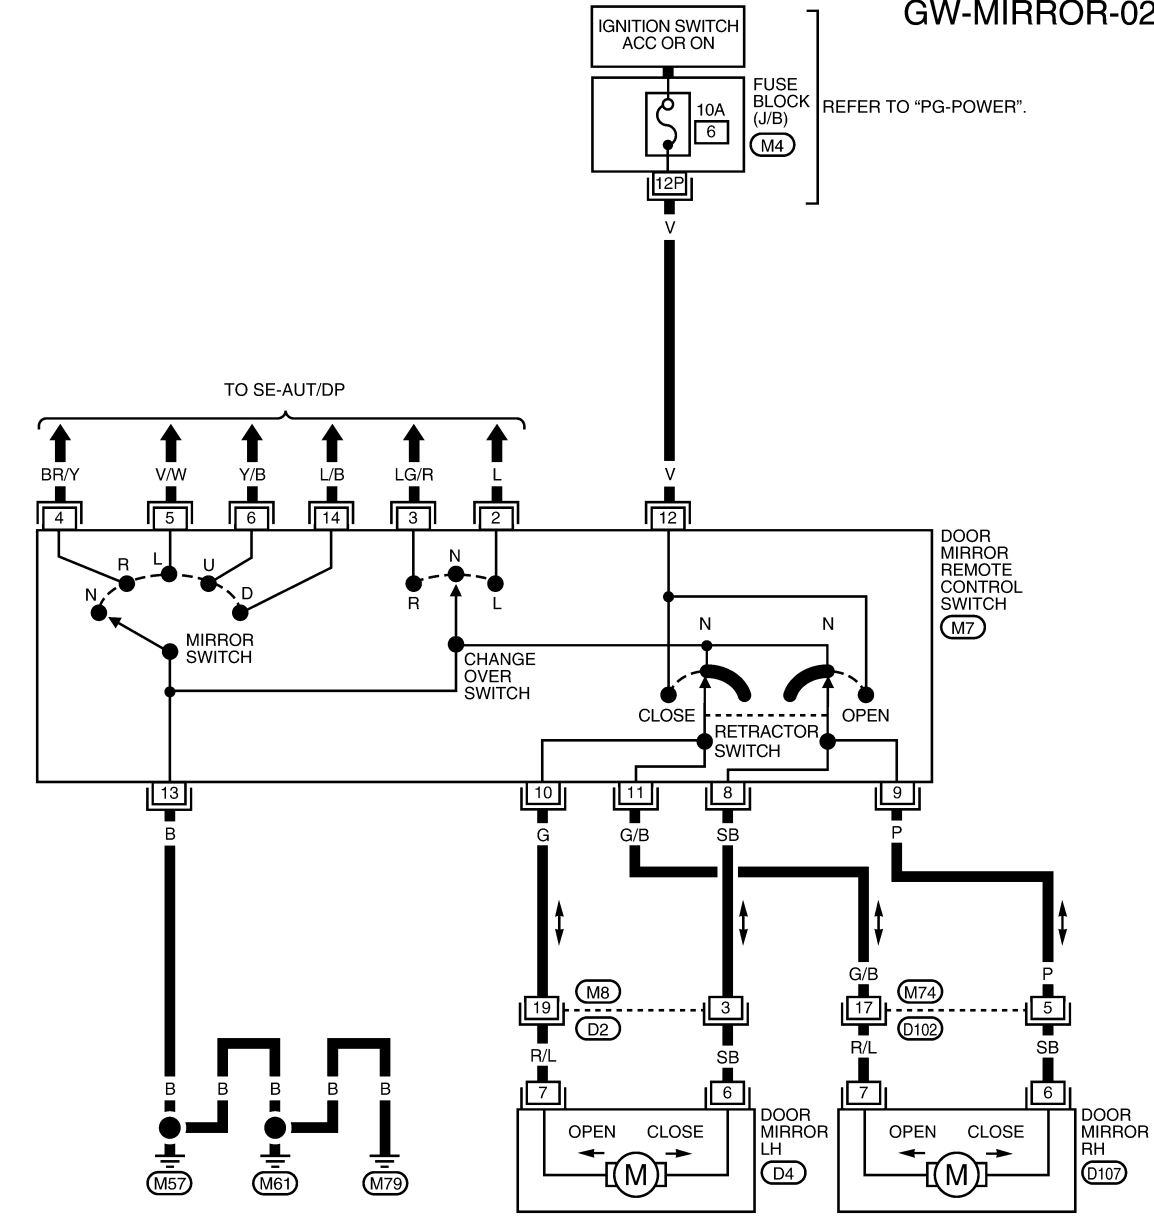 GW-MIRROR-02
IGNITION SWITCH
ACC OR ON
FUSE
BLOCK
(J/B)
M4
10A
6
REFER TO “PG-POWER”.
12P
V
TO SE-AUT/DP
BR/Y
V/W
Y/B
L/B
LG/R
L
V
4
5
6
14
3
2
12
DOOR
MIRROR
REMOTE
CONTROL
SWITCH
M7
N
R
L
U
D
MIRROR
SWITCH
R
N
L
CHANGE
OVER
SWITCH
N
N
CLOSE
OPEN
RETRACTOR
SWITCH
13
10
11
8
9
B
G
G/B
SB
P
G/B
P
19
M8
D2
3
17
M74
D102
5
R/L
SB
R/L
SB
B
B
B
B
B
7
6
7
6
M57
M61
M79
OPEN
CLOSE
M
DOOR
MIRROR
LH
D4
OPEN
CLOSE
M
DOOR
MIRROR
RH
D107